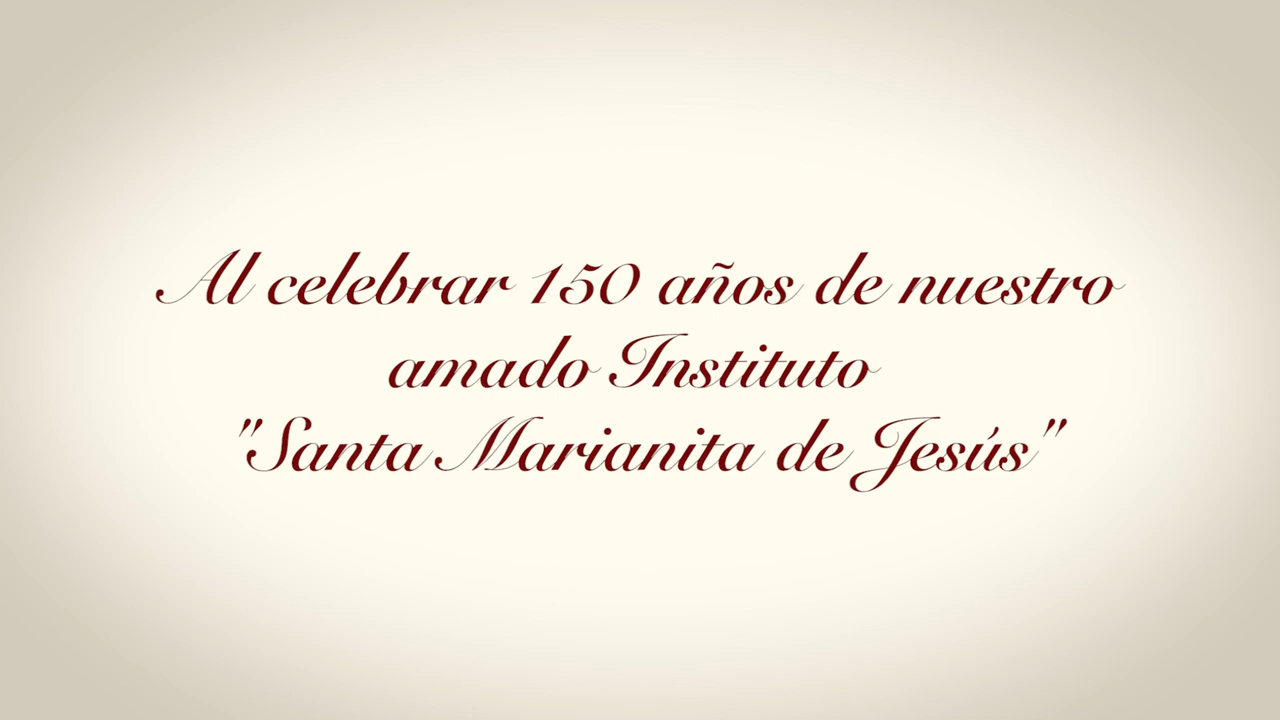 Al celebrar 150 años de nuestro
amado Instituto
"Santa Marianita de Jesús"